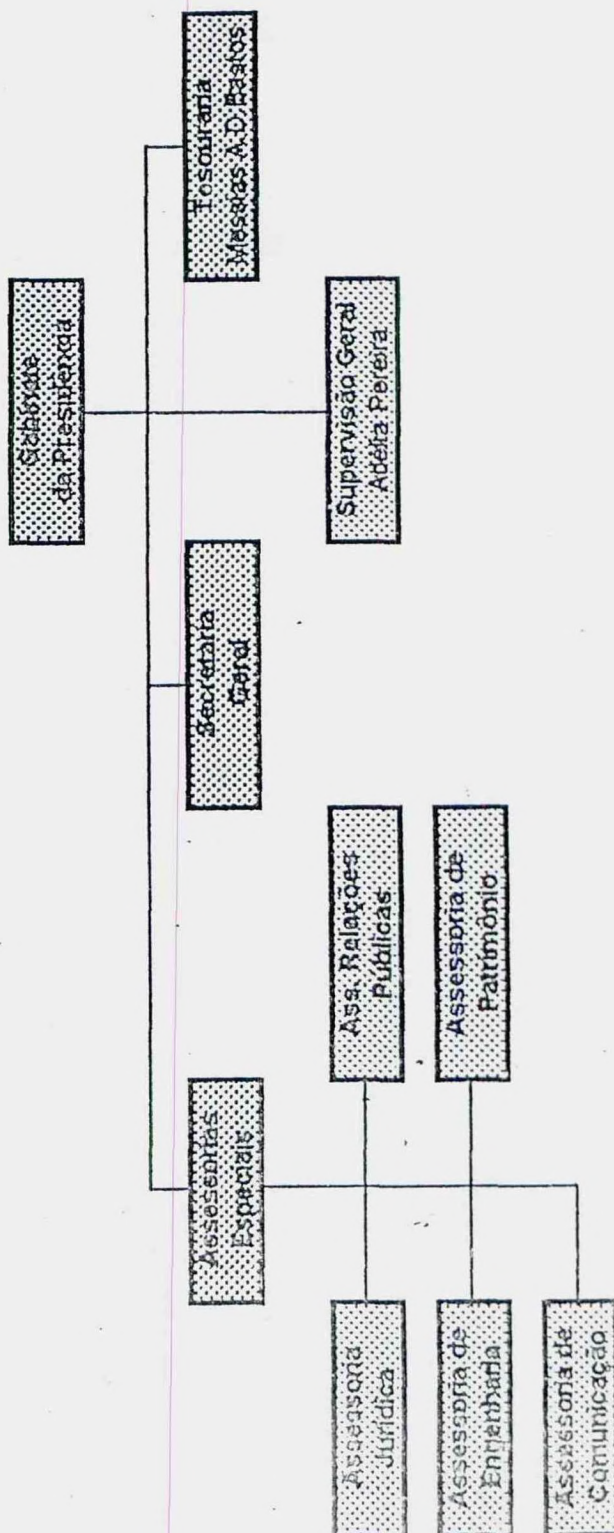 Gabinete
da Presidência
Assessorias
Especiais
Secretaria
Geral
Tesouraria
Messias A.D.Bastos
Supervisão Geral
Adelta Pereira
Assessoria
Jurídica
Ass. Relações
Públicas
Assessoria de
Engenharia
Assessoria de
Patrimônio
Assessoria de
Comunicação